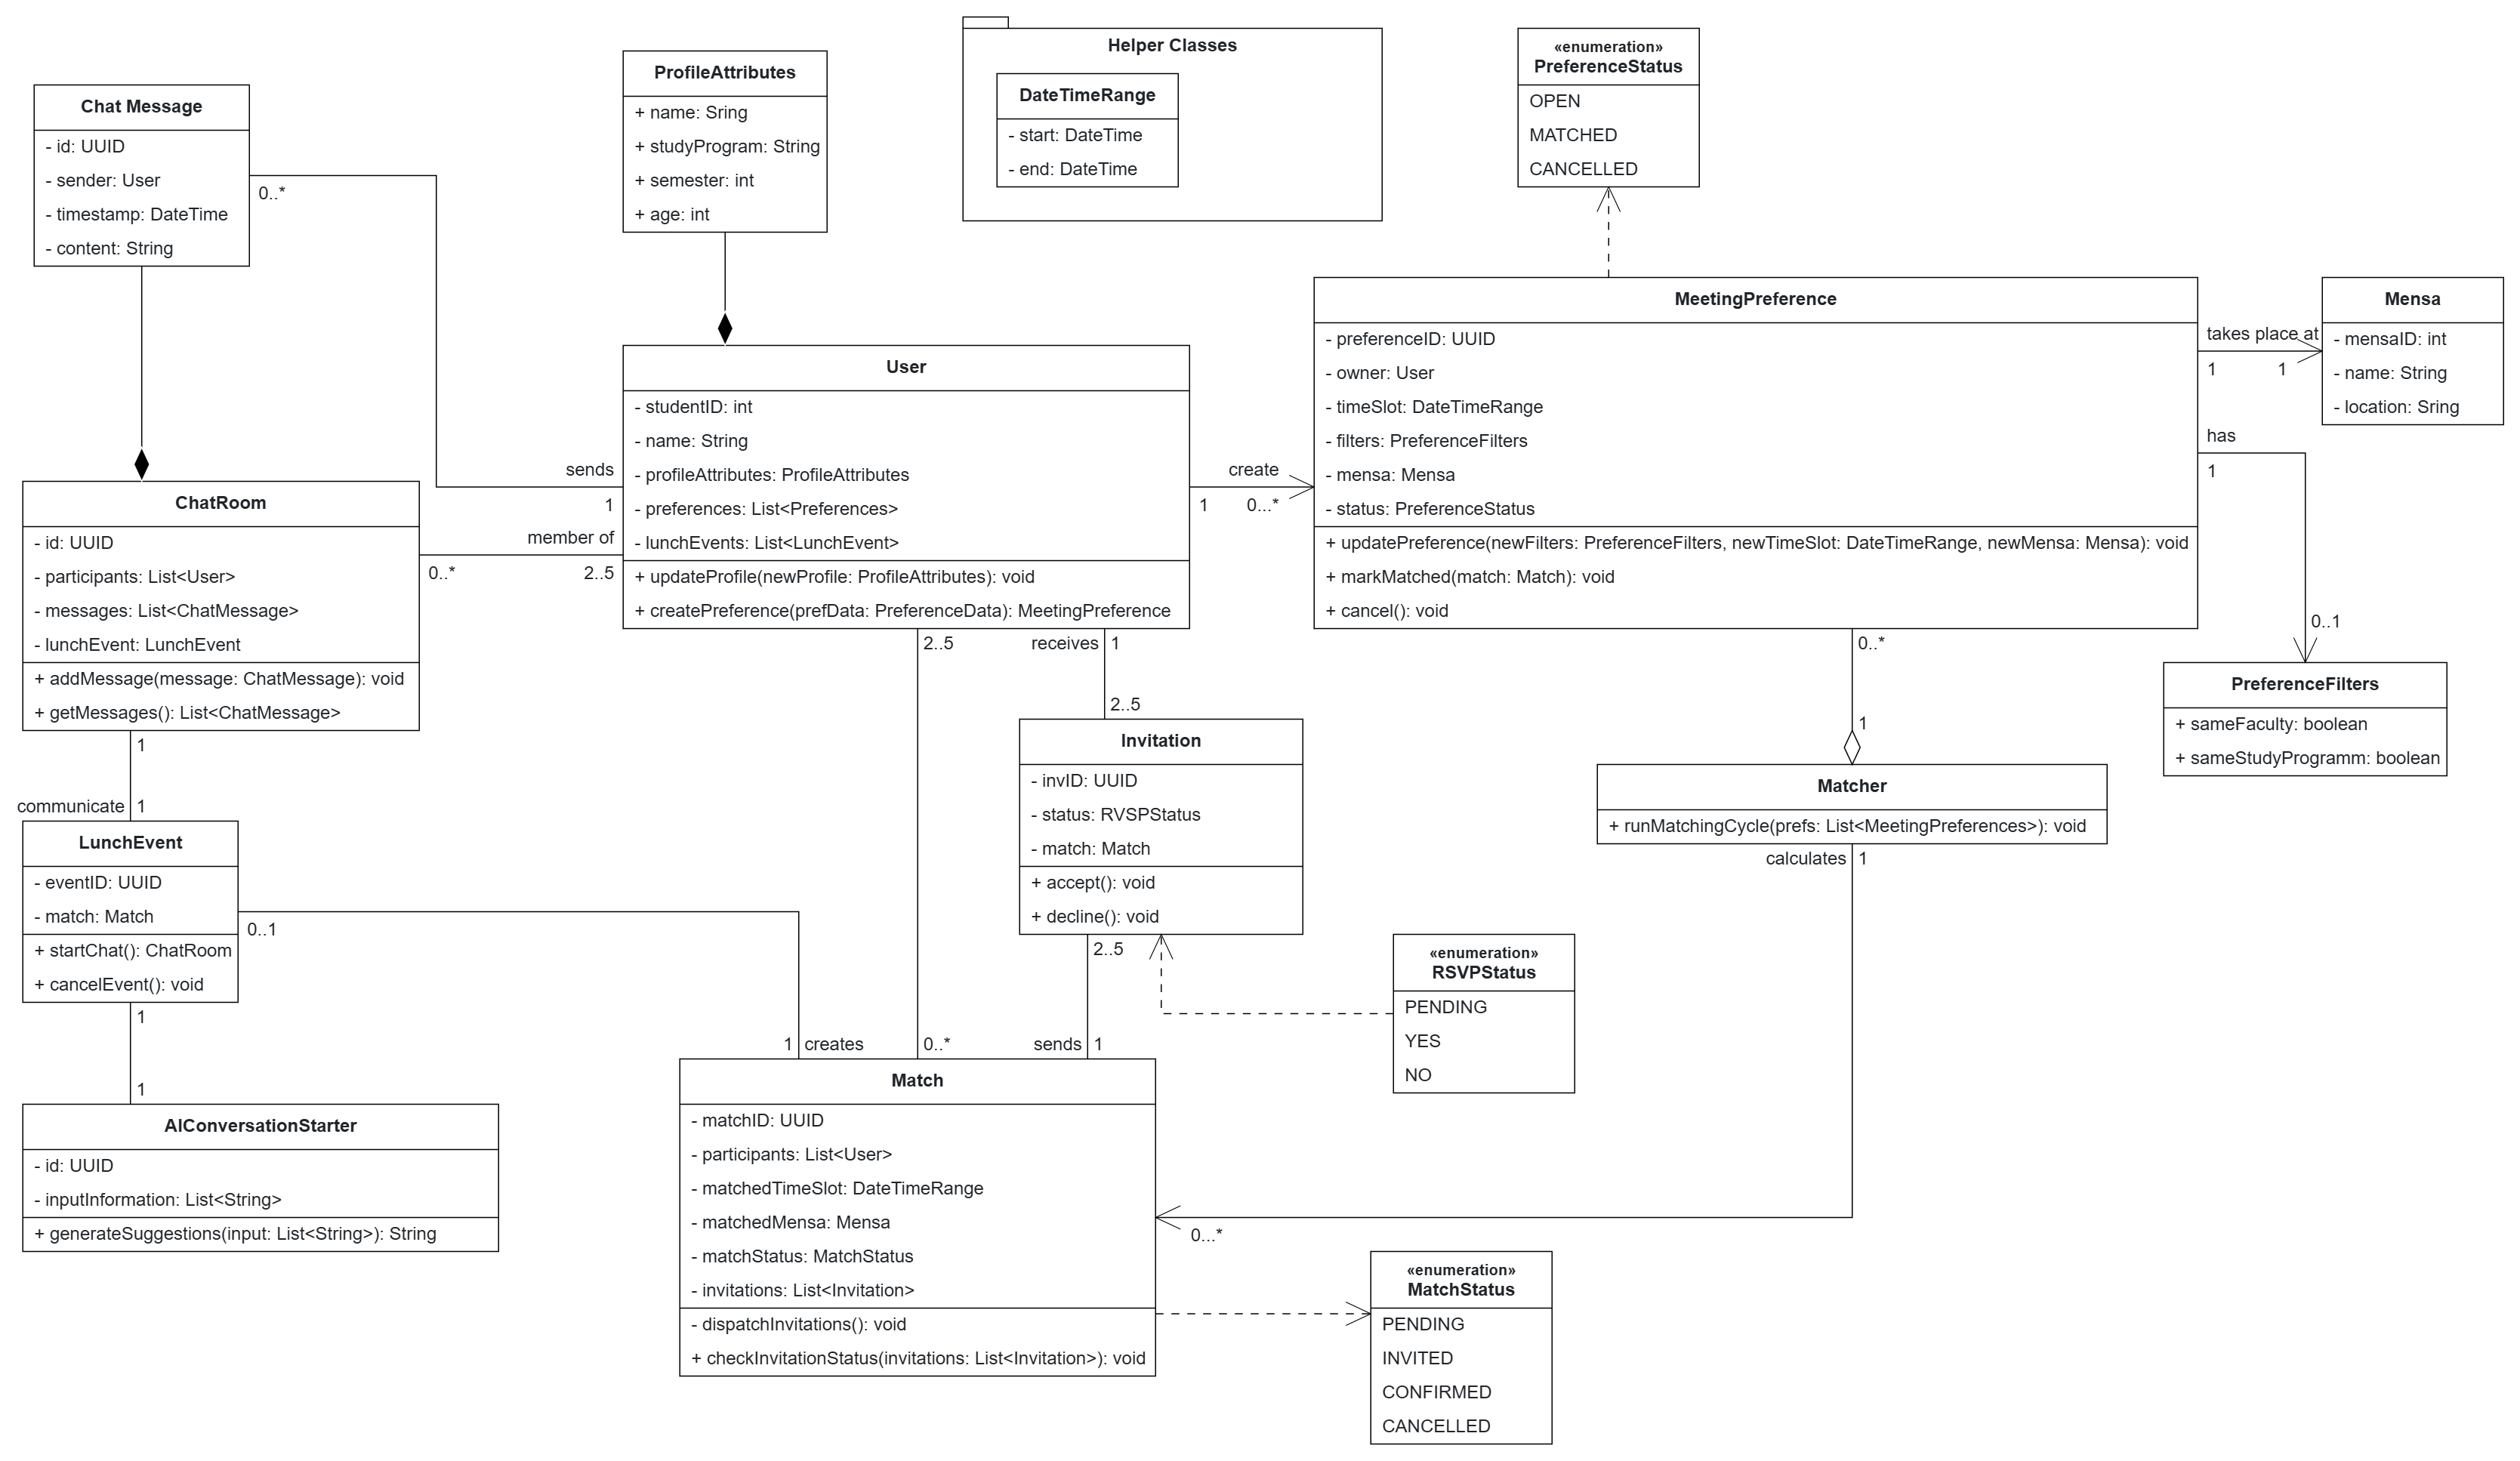 Chat Message
- id: UUID
- sender: User
- timestamp: DateTime
- content: String
0..*
ProfileAttributes
+ name: Sring
+ studyProgram: String
+ semester: int
+ age: int
Helper Classes
DateTimeRange
- start: DateTime
- end: DateTime
«enumeration»
PreferenceStatus
OPEN
MATCHED
CANCELLED
User
- studentID: int
- name: String
- profileAttributes: ProfileAttributes
- preferences: List<Preferences>
- lunchEvents: List<LunchEvent>
+ updateProfile(newProfile: ProfileAttributes): void
+ createPreference(prefData: PreferenceData): MeetingPreference
sends
1
member of
0..*
2..5
create
1
0...*
MeetingPreference
- preferenceID: UUID
- owner: User
- timeSlot: DateTimeRange
- filters: PreferenceFilters
- mensa: Mensa
- status: PreferenceStatus
+ updatePreference(newFilters: PreferenceFilters, newTimeSlot: DateTimeRange, newMensa: Mensa): void
+ markMatched(match: Match): void
+ cancel(): void
takes place at
1
1
Mensa
- mensaID: int
- name: String
- location: Sring
has
1
0..1
PreferenceFilters
+ sameFaculty: boolean
+ sameStudyProgramm: boolean
ChatRoom
- id: UUID
- participants: List<User>
- messages: List<ChatMessage>
- lunchEvent: LunchEvent
+ addMessage(message: ChatMessage): void
+ getMessages(): List<ChatMessage>
1
communicate
1
LunchEvent
- eventID: UUID
- match: Match
+ startChat(): ChatRoom
+ cancelEvent(): void
0..1
1
1
AIConversationStarter
- id: UUID
- inputInformation: List<String>
+ generateSuggestions(input: List<String>): String
2..5
receives
1
2..5
Invitation
- invID: UUID
- status: RVSPStatus
- match: Match
+ accept(): void
+ decline(): void
2..5
0..*
1
Matcher
+ runMatchingCycle(prefs: List<MeetingPreferences>): void
calculates
1
«enumeration»
RSVPStatus
PENDING
YES
NO
1
creates
0..*
sends
1
Match
- matchID: UUID
- participants: List<User>
- matchedTimeSlot: DateTimeRange
- matchedMensa: Mensa
- matchStatus: MatchStatus
- invitations: List<Invitation>
- dispatchInvitations(): void
+ checkInvitationStatus(invitations: List<Invitation>): void
0...*
«enumeration»
MatchStatus
PENDING
INVITED
CONFIRMED
CANCELLED